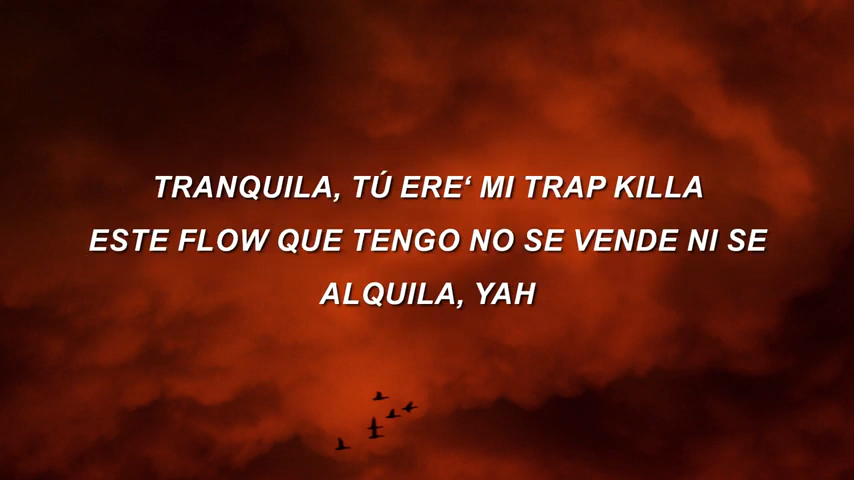 TRANQUILA, TÚ ERE‘ MI TRAP KILLA
ESTE FLOW QUE TENGO NO SE VENDE NI SE
ALQUILA, YAH